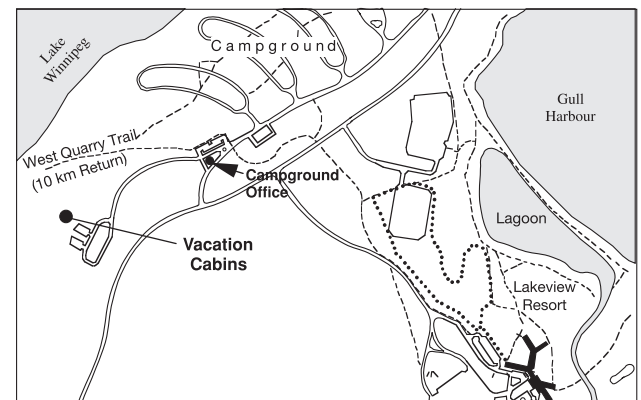 Lake
Winnipeg
Campground
Gull
Harbour
West Quarry Trail
(10 km Return)
Campground
Office
Lagoon
Vacation
Cabins
Lakeview
Resort